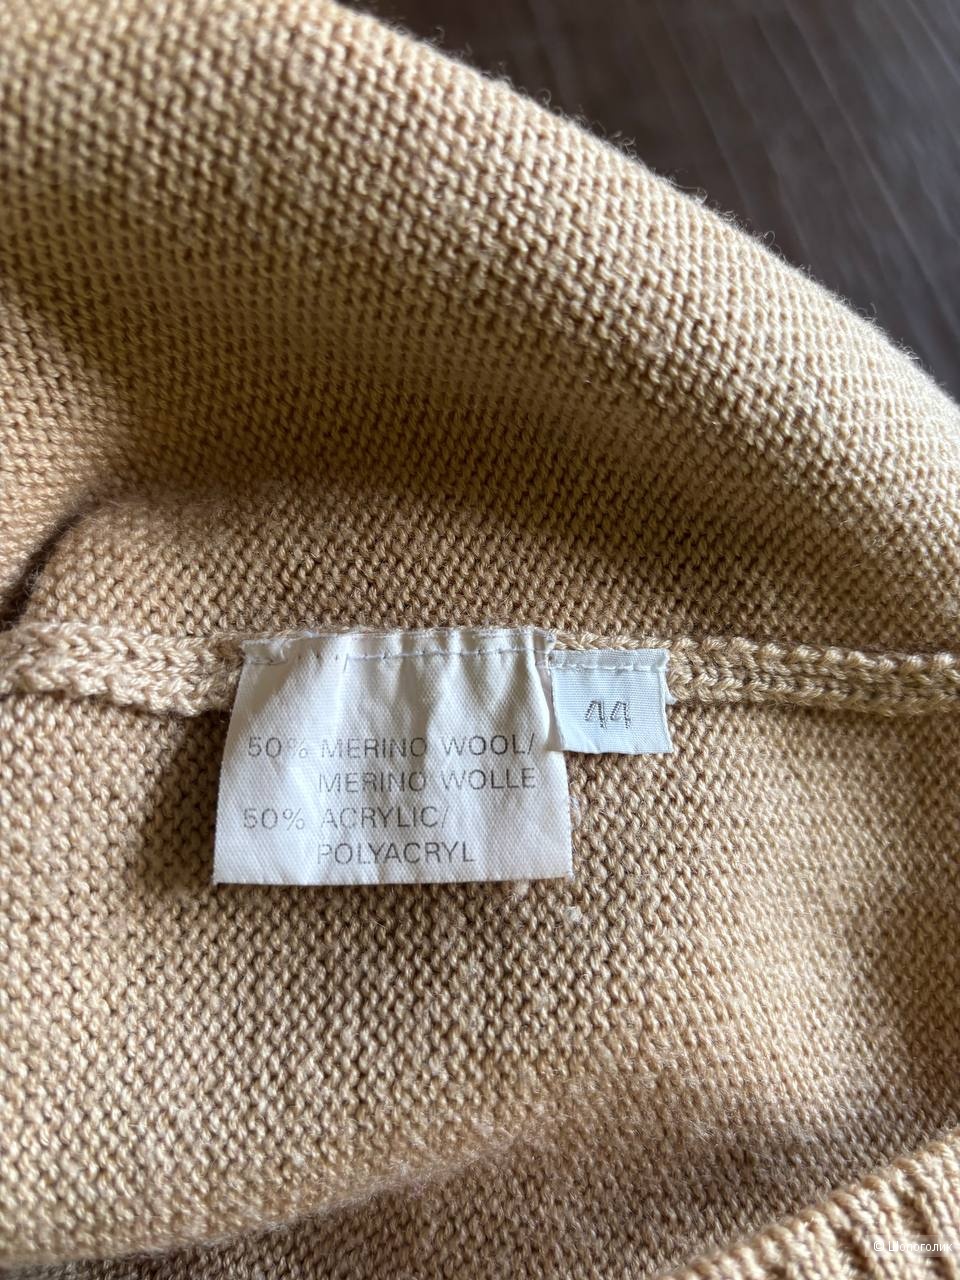 50% MERINO WOOL/
MERINO WOLLE
50% ACRYLIC/
POLYACRYL
44
© Шопоголик